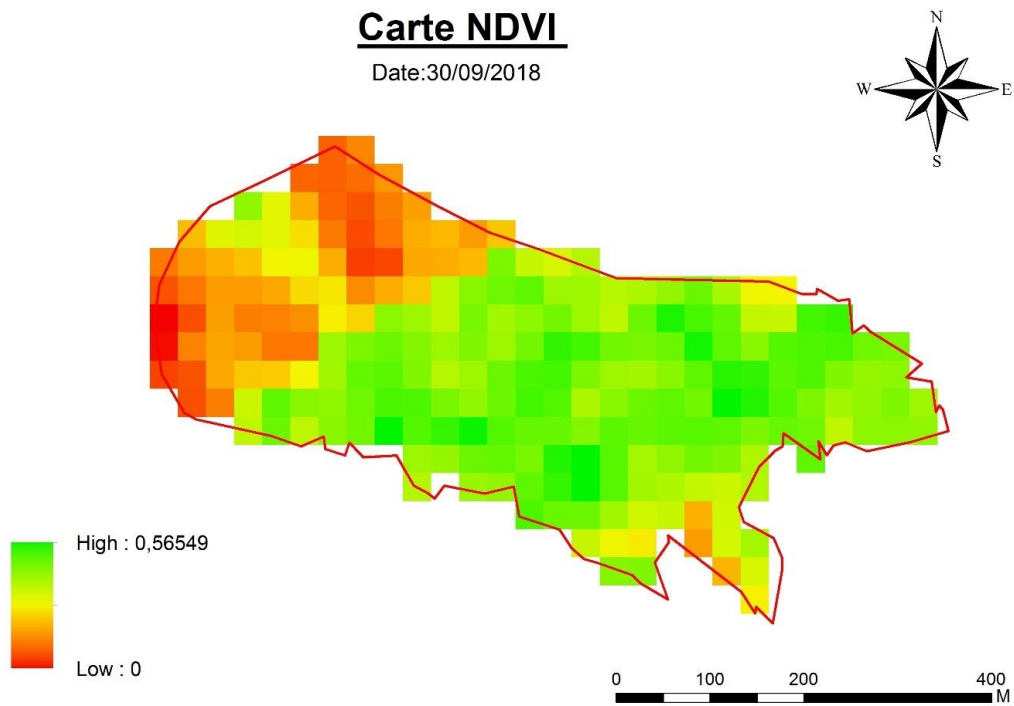 Carte NDVI
Date:30/09/2018
N
W
E
S
High : 0,56549
Low : 0
0 100 200 400
M